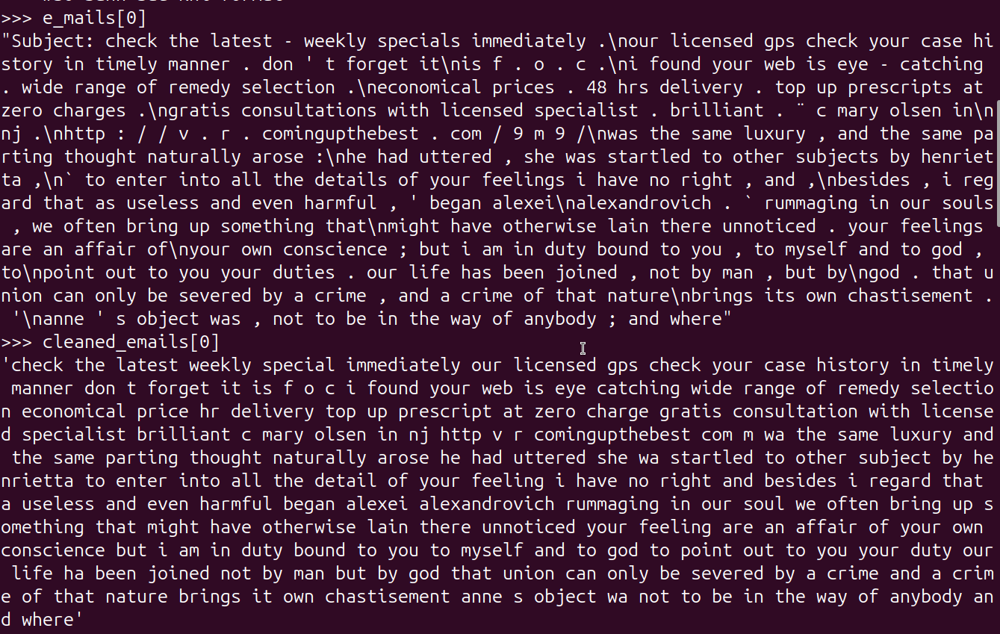 >>> e_mails[0]
"Subject: check the latest - weekly specials immediately .\nour licensed gps check your case hi
story in timely manner . don ' t forget it\nis f . o . c .\ni found your web is eye - catching 
. wide range of remedy selection .\neconomical prices . 48 hrs delivery . top up prescripts at 
zero charges .\ngratis consultations with licensed specialist . brilliant . ¨ c mary olsen in\n
nj .\nhttp : / / v . r . comingupthebest . com / 9 m 9 /\nwas the same luxury , and the same pa
rting thought naturally arose :\nhe had uttered , she was startled to other subjects by henriet
ta ,\n` to enter into all the details of your feelings i have no right , and ,\nbesides , i reg
ard that as useless and even harmful , ' began alexei\nalexandrovich . ` rummaging in our souls
 , we often bring up something that\nmight have otherwise lain there unnoticed . your feelings 
are an affair of\nyour own conscience ; but i am in duty bound to you , to myself and to god , 
to\npoint out to you your duties . our life has been joined , not by man , but by\ngod . that u
nion can only be severed by a crime , and a crime of that nature\nbrings its own chastisement .
 '\nanne ' s object was , not to be in the way of anybody ; and where"
>>> cleaned_emails[0]
'check the latest weekly special immediately our licensed gps check your case history in timely
 manner don t forget it is f o c i found your web is eye catching wide range of remedy selectio
n economical price hr delivery top up prescript at zero charge gratis consultation with license
d specialist brilliant c mary olsen in nj http v r comingupthebest com m wa the same luxury and
 the same parting thought naturally arose he had uttered she wa startled to other subject by he
nrietta to enter into all the detail of your feeling i have no right and besides i regard that 
a useless and even harmful began alexei alexandrovich rummaging in our soul we often bring up s
omething that might have otherwise lain there unnoticed your feeling are an affair of your own 
conscience but i am in duty bound to you to myself and to god to point out to you your duty our
 life ha been joined not by man but by god that union can only be severed by a crime and a crim
e of that nature brings it own chastisement anne s object wa not to be in the way of anybody an
d where'